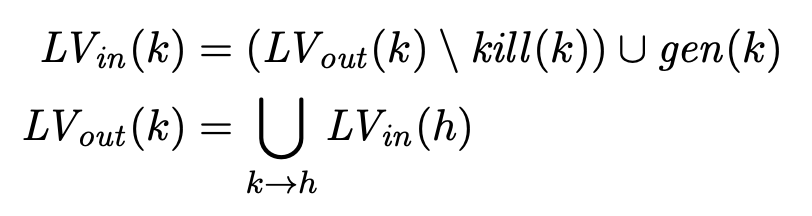 LV_in(k) = (LV_out(k) \ kill(k)) ∪ gen(k)
LV_out(k) = ⋃ LV_in(h)
k→h